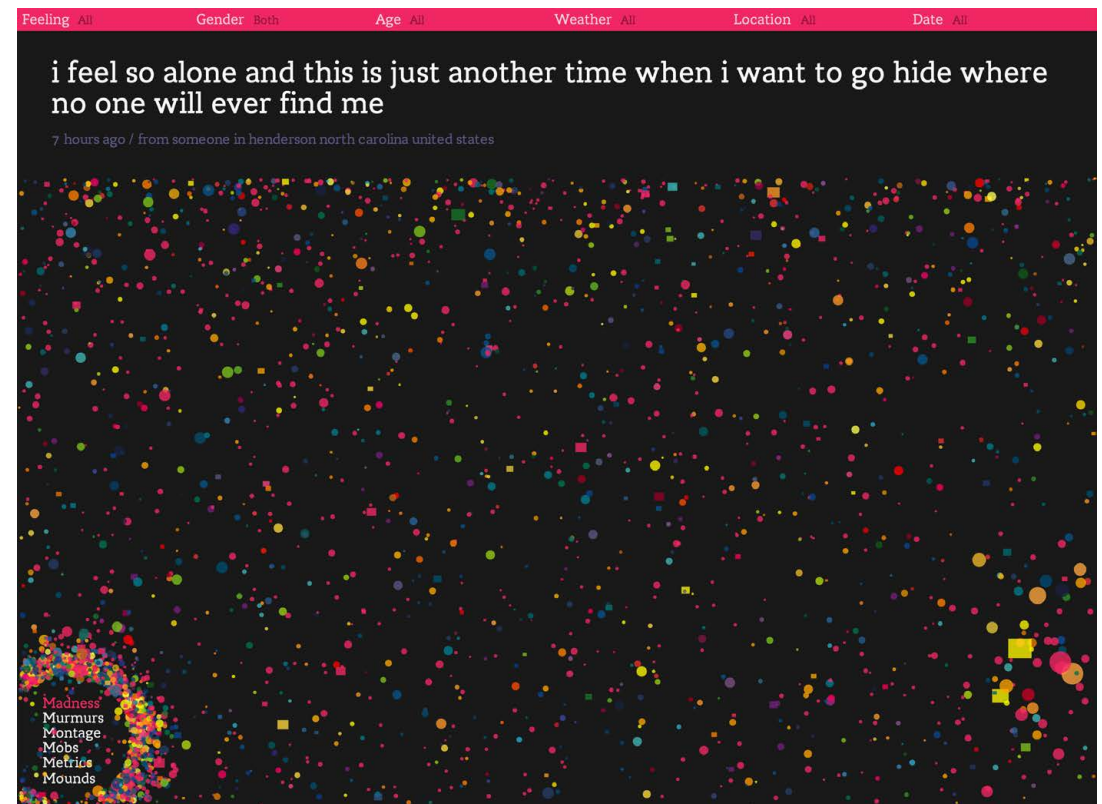 Feeling All Gender Both Age All Weather All Location All Date All
i feel so alone and this is just another time when i want to go hide where
no one will ever find me
7 hours ago / from someone in henderson north carolina united states
Madness
Murmurs
Montage
Mobs
Metrics
Mounds